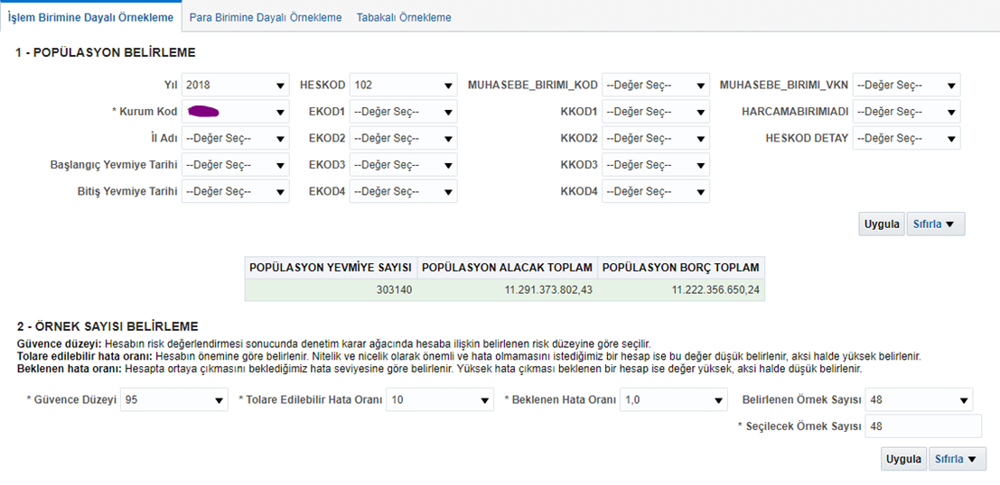 İşlem Birimine Dayalı Örnekleme Para Birimine Dayalı Örnekleme Tabakalı Örnekleme
1 - POPÜLASYON BELİRLEME
Yıl 2018 HESKOD 102 MUHASEBE_BIRIMI_KOD --Değer Seç-- MUHASEBE_BIRIMI_VKN --Değer Seç--
* Kurum Kod EKOD1 --Değer Seç-- KKOD1 --Değer Seç-- HARCAMABIRIMIADI --Değer Seç--
İl Adı --Değer Seç-- EKOD2 --Değer Seç-- KKOD2 --Değer Seç-- HESKOD DETAY --Değer Seç--
Başlangıç Yevmiye Tarihi --Değer Seç-- EKOD3 --Değer Seç-- KKOD3 --Değer Seç--
Bitiş Yevmiye Tarihi --Değer Seç-- EKOD4 --Değer Seç-- KKOD4 --Değer Seç--
Uygula Sıfırla
POPÜLASYON YEVMİYE SAYISI POPÜLASYON ALACAK TOPLAM POPÜLASYON BORÇ TOPLAM
303140 11.291.373.802,43 11.222.356.650,24
2 - ÖRNEK SAYISI BELİRLEME
Güvence düzeyi: Hesabın risk değerlendirmesi sonucunda denetim karar ağacında hesaba ilişkin belirlenen risk düzeyine göre seçilir.
Tolare edilebilir hata oranı: Hesabın önemine göre belirlenir. Nitelik ve nicelik olarak önemli ve hata olmamasını istediğimiz bir hesap ise bu değer düşük belirlenir, aksi halde yüksek belirlenir.
Beklenen hata oranı: Hesapta ortaya çıkmasını beklediğimiz hata seviyesine göre belirlenir. Yüksek hata çıkması beklenen bir hesap ise değer yüksek, aksi halde düşük belirlenir.
* Güvence Düzeyi 95 * Tolare Edilebilir Hata Oranı 10 * Beklenen Hata Oranı 1,0 Belirlenen Örnek Sayısı 48
* Seçilecek Örnek Sayısı 48
Uygula Sıfırla